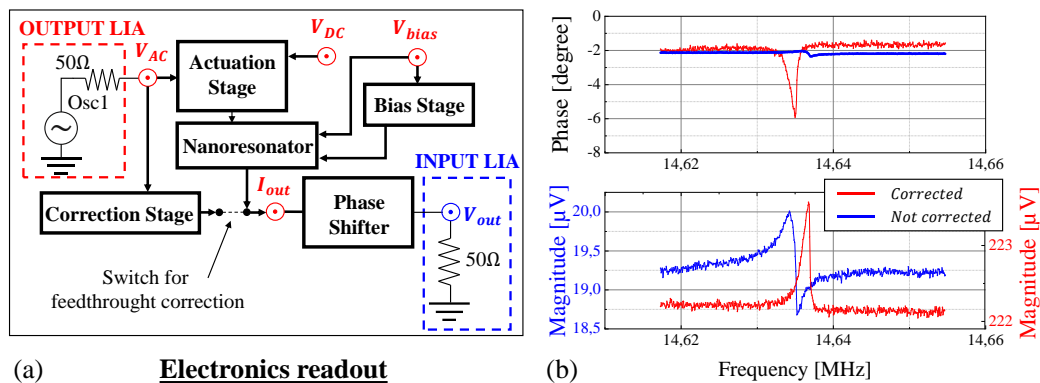 OUTPUT LIA
V_AC
50Ω
Osc1
Actuation
Stage
V_DC
V_bias
Bias Stage
Nanoresonator
INPUT LIA
Correction Stage
I_out
Phase
Shifter
V_out
50Ω
Switch for
feedthrought correction
(a)
Electronics readout
Phase [degree]
0
-2
-4
-6
-8
14,62
14,64
14,66
Magnitude [µV]
20,0
19,5
19,0
18,5
Corrected
Not corrected
223
222
Magnitude [µV]
14,62
14,64
14,66
(b)
Frequency [MHz]